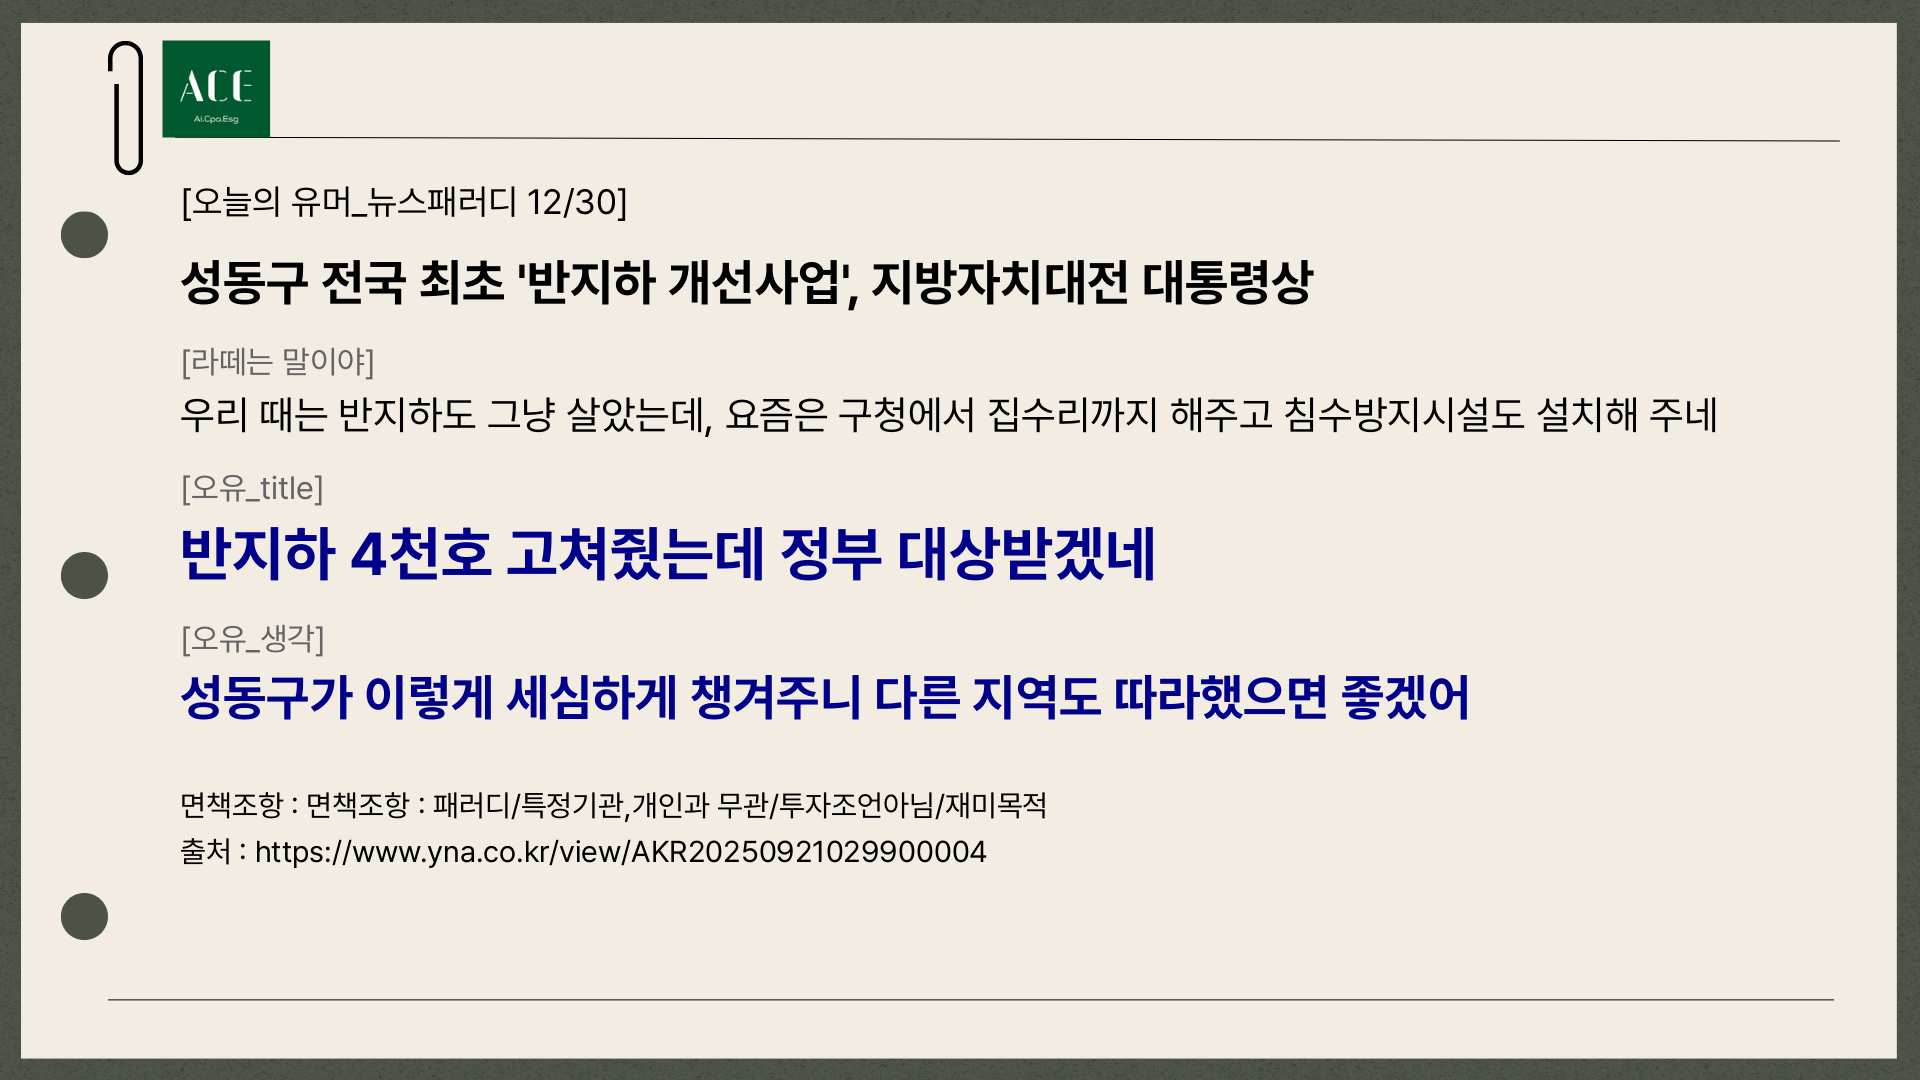 ACE
Ai.Cpa.Esg
[오늘의 유머_뉴스패러디 12/30]
성동구 전국 최초 '반지하 개선사업', 지방자치대전 대통령상
[라떼는 말이야]
우리 때는 반지하도 그냥 살았는데, 요즘은 구청에서 집수리까지 해주고 침수방지시설도 설치해 주네
[오유_title]
반지하 4천호 고쳐줬는데 정부 대상받겠네
[오유_생각]
성동구가 이렇게 세심하게 챙겨주니 다른 지역도 따라했으면 좋겠어
면책조항 : 면책조항 : 패러디/특정기관,개인과 무관/투자조언아님/재미목적
출처 : https://www.yna.co.kr/view/AKR20250921029900004